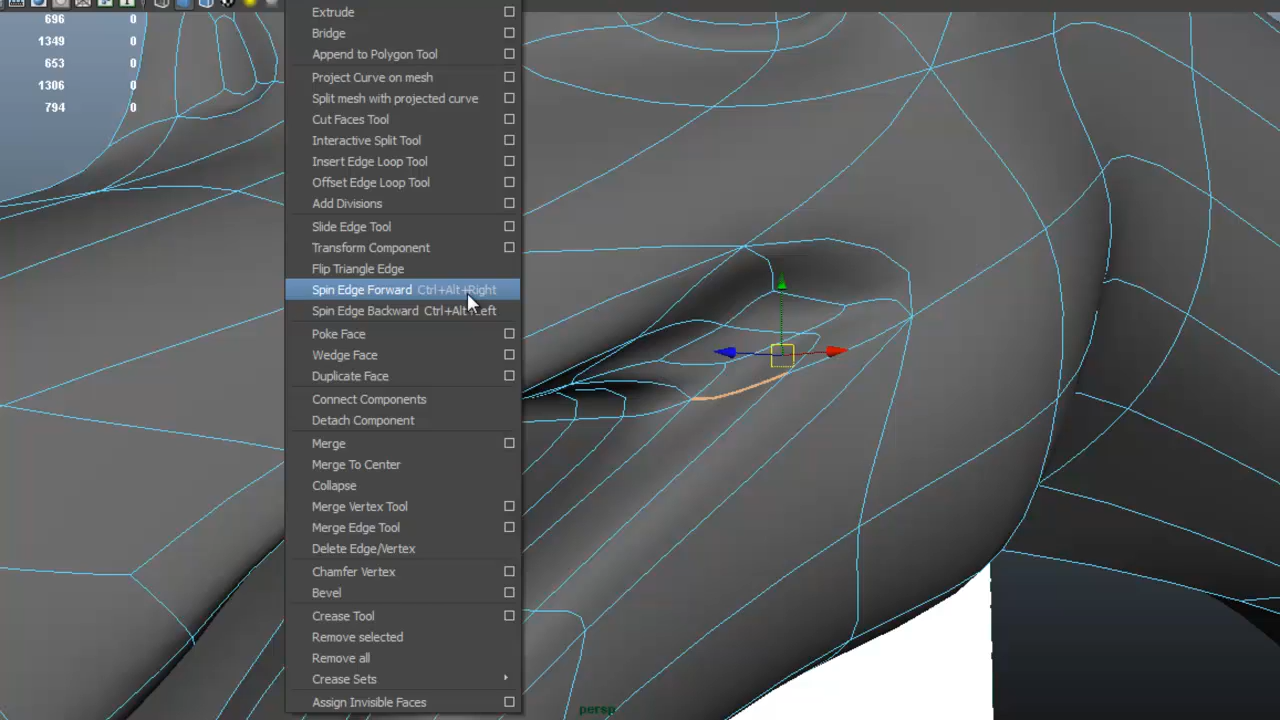 696 0
1349 0
653 0
1306 0
794 0
Extrude
Bridge
Append to Polygon Tool
Project Curve on mesh
Split mesh with projected curve
Cut Faces Tool
Interactive Split Tool
Insert Edge Loop Tool
Offset Edge Loop Tool
Add Divisions
Slide Edge Tool
Transform Component
Flip Triangle Edge
Spin Edge Forward Ctrl+Alt+Right
Spin Edge Backward Ctrl+Alt+Left
Poke Face
Wedge Face
Duplicate Face
Connect Components
Detach Component
Merge
Merge To Center
Collapse
Merge Vertex Tool
Merge Edge Tool
Delete Edge/Vertex
Chamfer Vertex
Bevel
Crease Tool
Remove selected
Remove all
Crease Sets
Assign Invisible Faces
persp